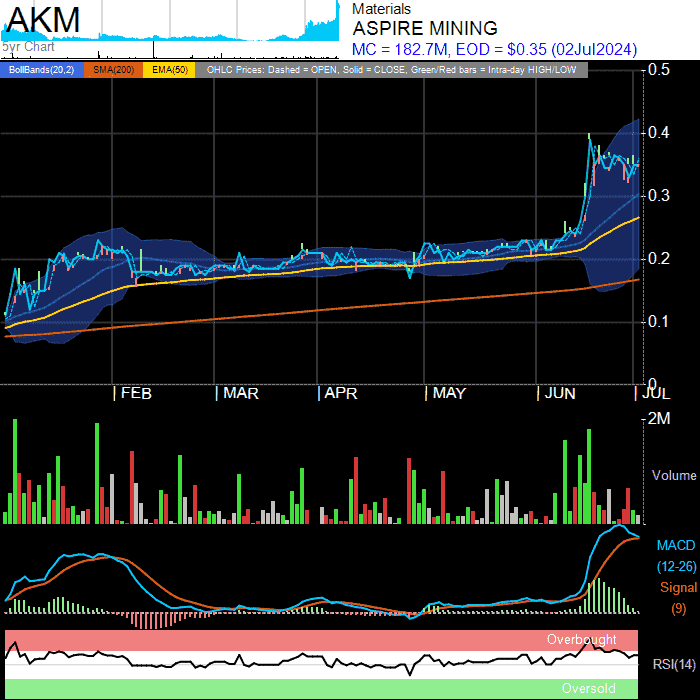 AKM
5yr Chart
Materials
ASPIRE MINING
MC = 182.7M, EOD = $0.35 (02Jul2024)
BollBands(20,2) SMA(200) EMA(50) OHLC Prices: Dashed = OPEN, Solid = CLOSE, Green/Red bars = Intra-day HIGH/LOW
0.5
0.4
0.3
0.2
0.1
0
FEB MAR APR MAY JUN JUL
2M
Volume
MACD
(12-26)
Signal
(9)
Overbought
RSI(14)
Oversold